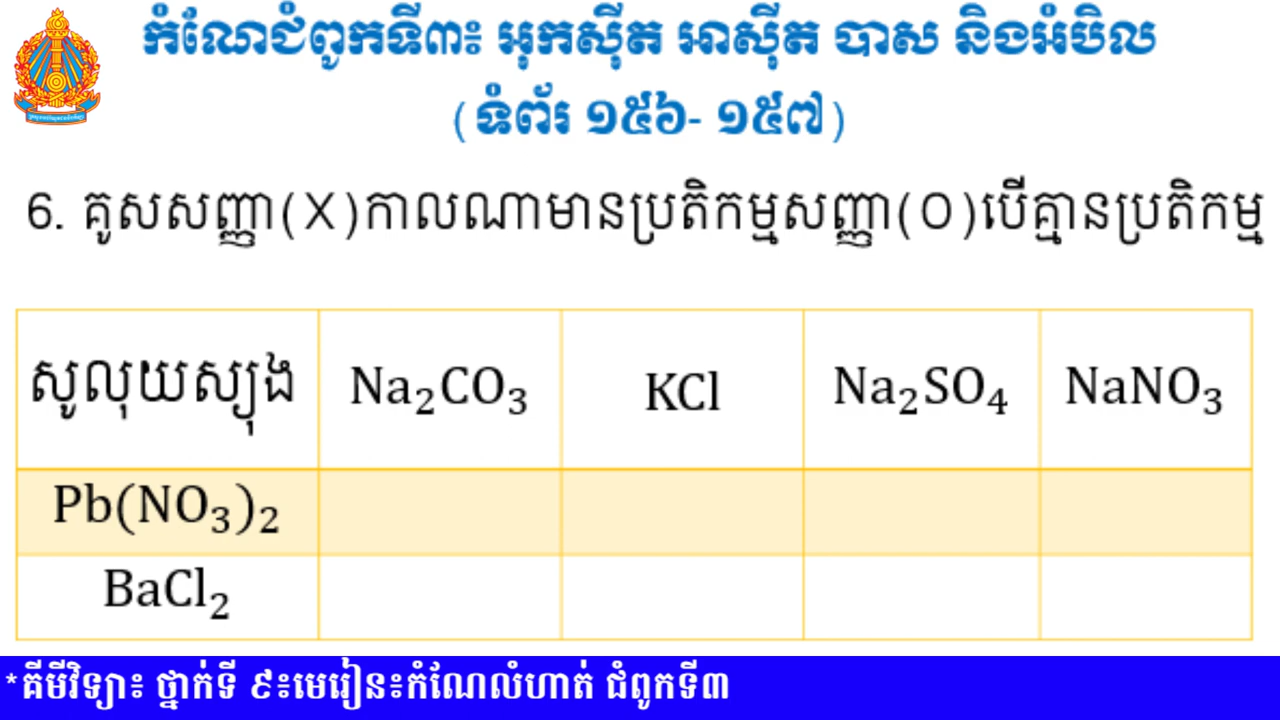 កំណែជំពូកទី៣៖ អុកស៊ីត អាស៊ីត បាស និងអំបិល
(ទំព័រ ១៥៦- ១៥៧)
6. គូសសញ្ញា(X)កាលណាមានប្រតិកម្មសញ្ញា(O)បើគ្មានប្រតិកម្ម
សូលុយស្យុង Na₂CO₃ KCl Na₂SO₄ NaNO₃
Pb(NO₃)₂
BaCl₂
*គីមីវិទ្យា៖ ថ្នាក់ទី ៩៖មេរៀន៖កំណែលំហាត់ ជំពូកទី៣